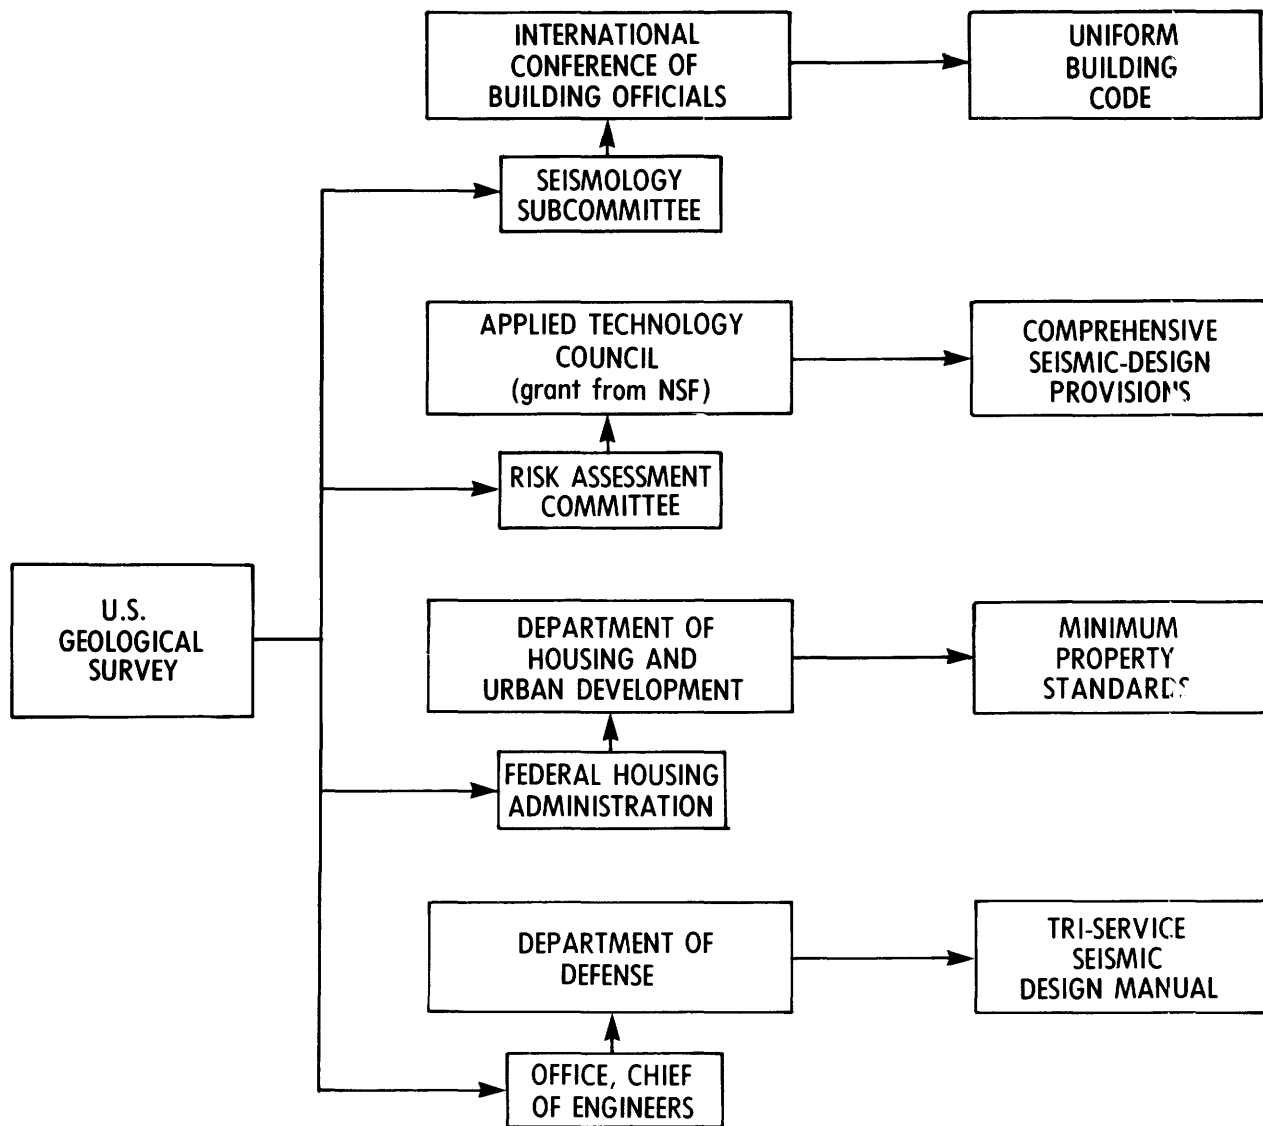 INTERNATIONAL
CONFERENCE OF
BUILDING OFFICIALS
UNIFORM
BUILDING
CODE
SEISMOLOGY
SUBCOMMITTEE
APPLIED TECHNOLOGY
COUNCIL
(grant from NSF)
COMPREHENSIVE
SEISMIC-DESIGN
PROVISIONS
RISK ASSESSMENT
COMMITTEE
U.S.
GEOLOGICAL
SURVEY
DEPARTMENT OF
HOUSING AND
URBAN DEVELOPMENT
MINIMUM
PROPERTY
STANDARDS
FEDERAL HOUSING
ADMINISTRATION
DEPARTMENT OF
DEFENSE
TRI-SERVICE
SEISMIC
DESIGN MANUAL
OFFICE, CHIEF
OF ENGINEERS